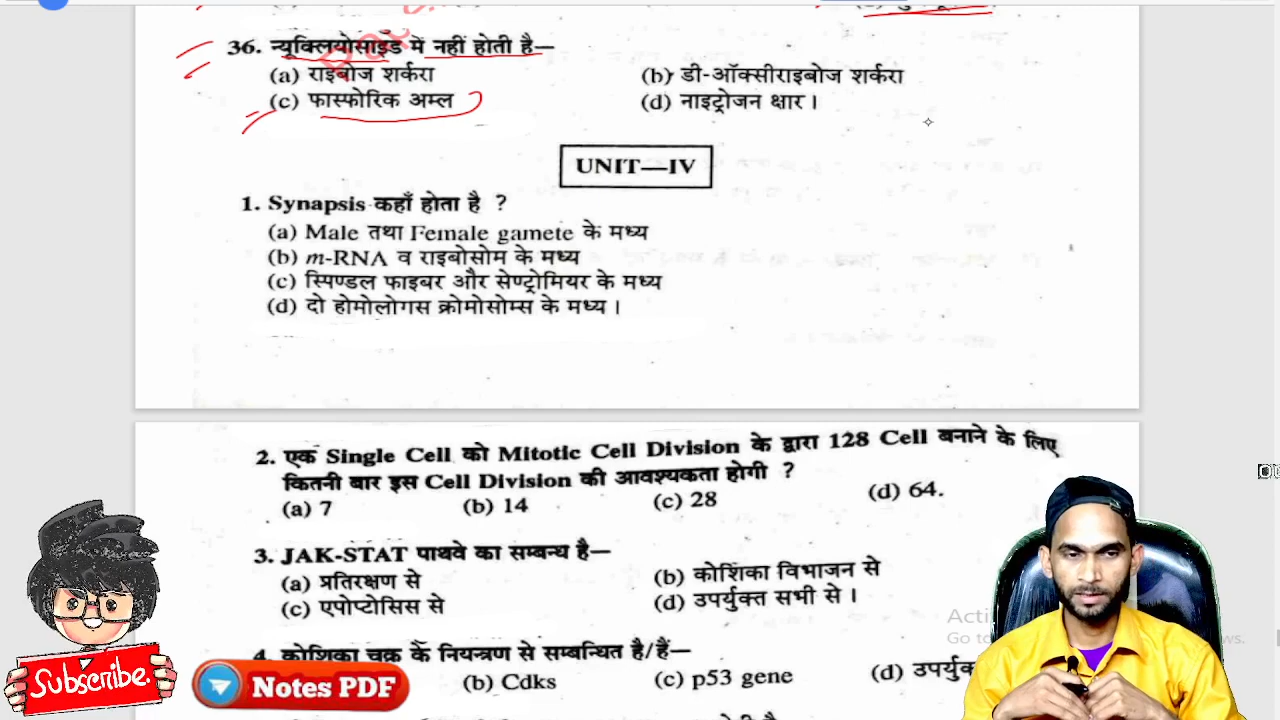 36. न्यूक्लियोसाइड में नहीं होती है—
(a) राइबोज शर्करा (b) डी-ऑक्सीराइबोज शर्करा
(c) फास्फोरिक अम्ल (d) नाइट्रोजन क्षार।
UNIT—IV
1. Synapsis कहाँ होता है ?
(a) Male तथा Female gamete के मध्य
(b) m-RNA व राइबोसोम के मध्य
(c) स्पिण्डल फाइबर और सेण्ट्रोमियर के मध्य
(d) दो होमोलोगस क्रोमोसोम्स के मध्य।
2. एक Single Cell को Mitotic Cell Division के द्वारा 128 Cell बनाने के लिए
कितनी बार इस Cell Division की आवश्यकता होगी ?
(a) 7 (b) 14 (c) 28 (d) 64.
3. JAK-STAT पाथवे का सम्बन्ध है—
(a) प्रतिरक्षण से (b) कोशिका विभाजन से
(c) एपोप्टोसिस से (d) उपर्युक्त सभी से।
4. कोशिका चक्र के नियन्त्रण से सम्बन्धित है/हैं—
(b) Cdks (c) p53 gene (d)
Subscribe.
Notes PDF